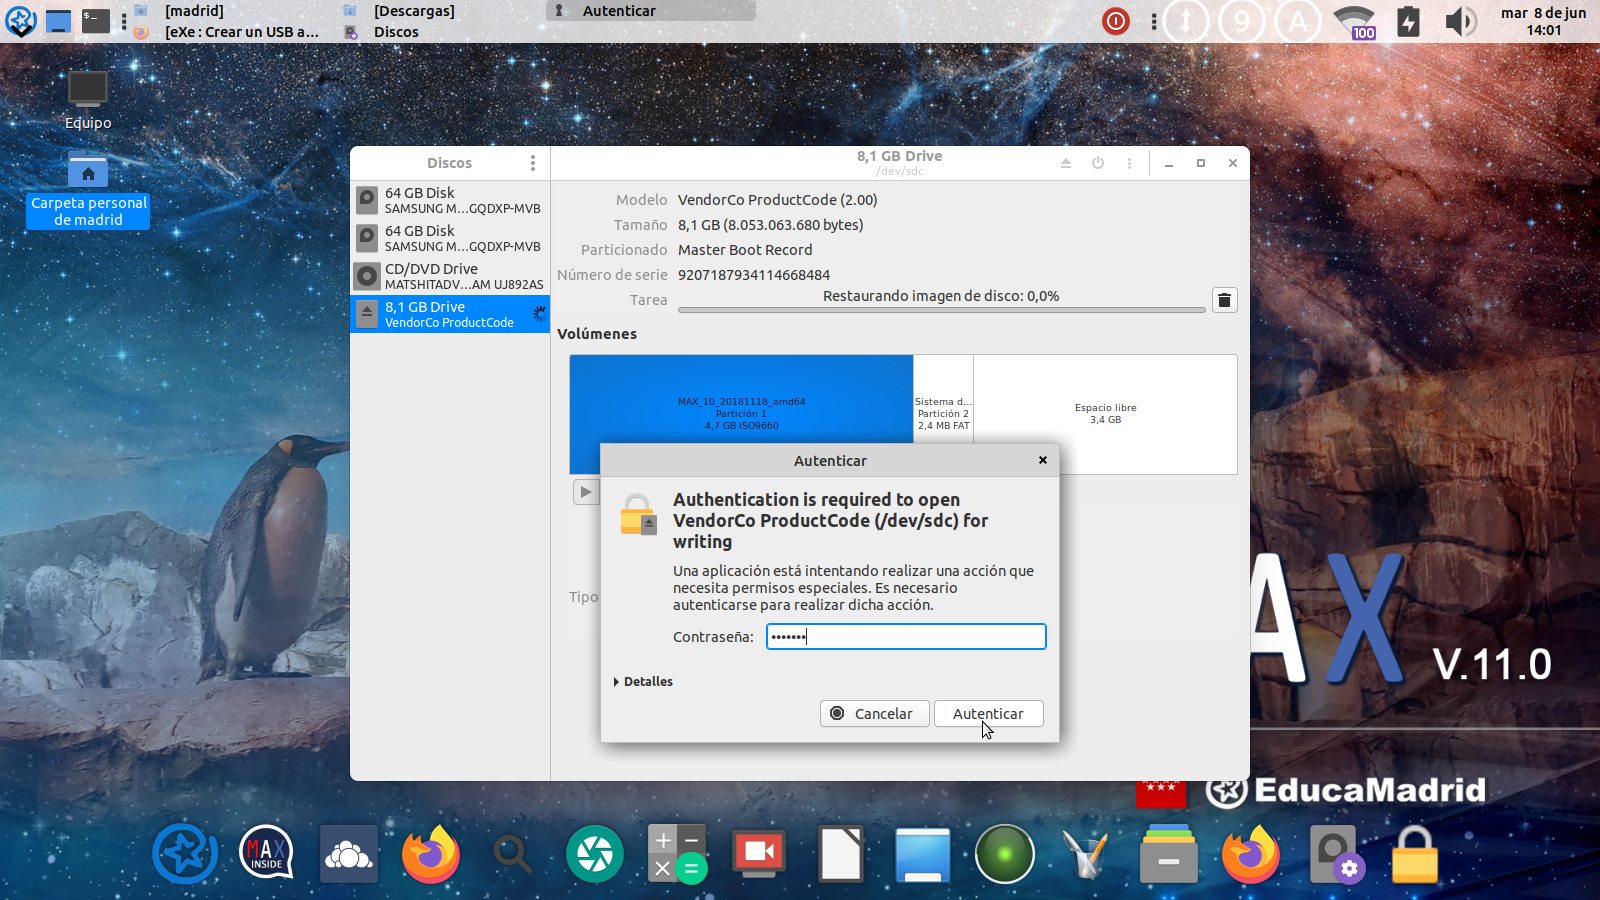 [madrid]
[eXe : Crear un USB a...
[Descargas]
Discos
Autenticar
9
A
100
mar 8 de jun
14:01
Equipo
Carpeta personal
de madrid
Discos
8,1 GB Drive
/dev/sdc
64 GB Disk
SAMSUNG M...GQDXP-MVB
64 GB Disk
SAMSUNG M...GQDXP-MVB
CD/DVD Drive
MATSHITADV...AM UJ892AS
8,1 GB Drive
VendorCo ProductCode
Modelo VendorCo ProductCode (2.00)
Tamaño 8,1 GB (8.053.063.680 bytes)
Particionado Master Boot Record
Número de serie 9207187934114668484
Tarea Restaurando imagen de disco: 0,0%
Volúmenes
MAX_10_20181118_amd64
Partición 1
4,7 GB ISO9660
Sistema d...
Partición 2
2,4 MB FAT
Espacio libre
3,4 GB
Tipo
Autenticar
Authentication is required to open
VendorCo ProductCode (/dev/sdc) for
writing
Una aplicación está intentando realizar una acción que
necesita permisos especiales. Es necesario
autenticarse para realizar dicha acción.
Contraseña: •••••••
Detalles
Cancelar
Autenticar
AX
V.11.0
EducaMadrid
MAX
INSIDE